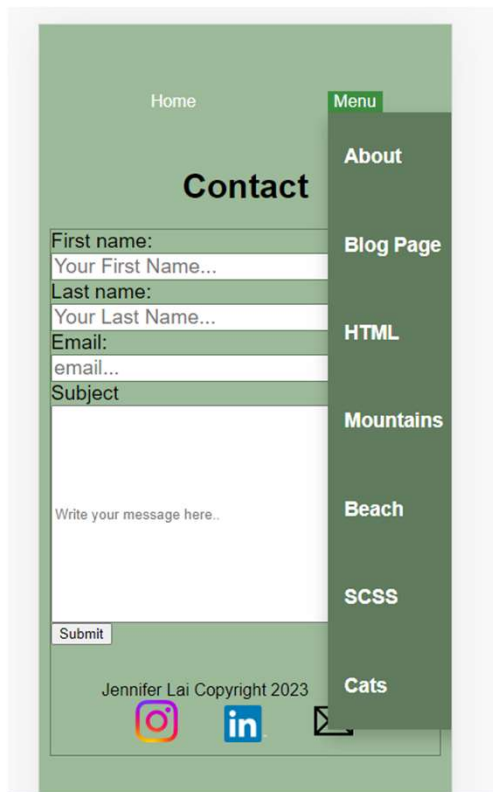 Home Menu
About
Contact
First name:
Blog Page
Your First Name...
Last name:
Your Last Name...
HTML
Email:
email...
Subject
Mountains
Beach
Write your message here..
SCSS
Submit
Cats
Jennifer Lai Copyright 2023
in